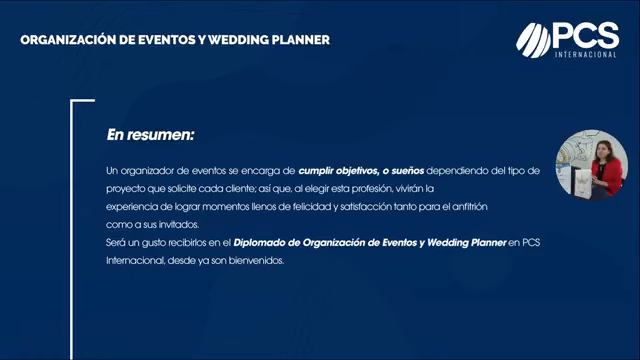 ORGANIZACIÓN DE EVENTOS Y WEDDING PLANNER
PCS
INTERNACIONAL
En resumen:
Un organizador de eventos se encarga de cumplir objetivos, o sueños dependiendo del tipo de
proyecto que solicite cada cliente; así que, al elegir esta profesión, vivirán la
experiencia de lograr momentos llenos de felicidad y satisfacción tanto para el anfitrión
como a sus invitados.
Será un gusto recibirlos en el Diplomado de Organización de Eventos y Wedding Planner en PCS
Internacional, desde ya son bienvenidos.